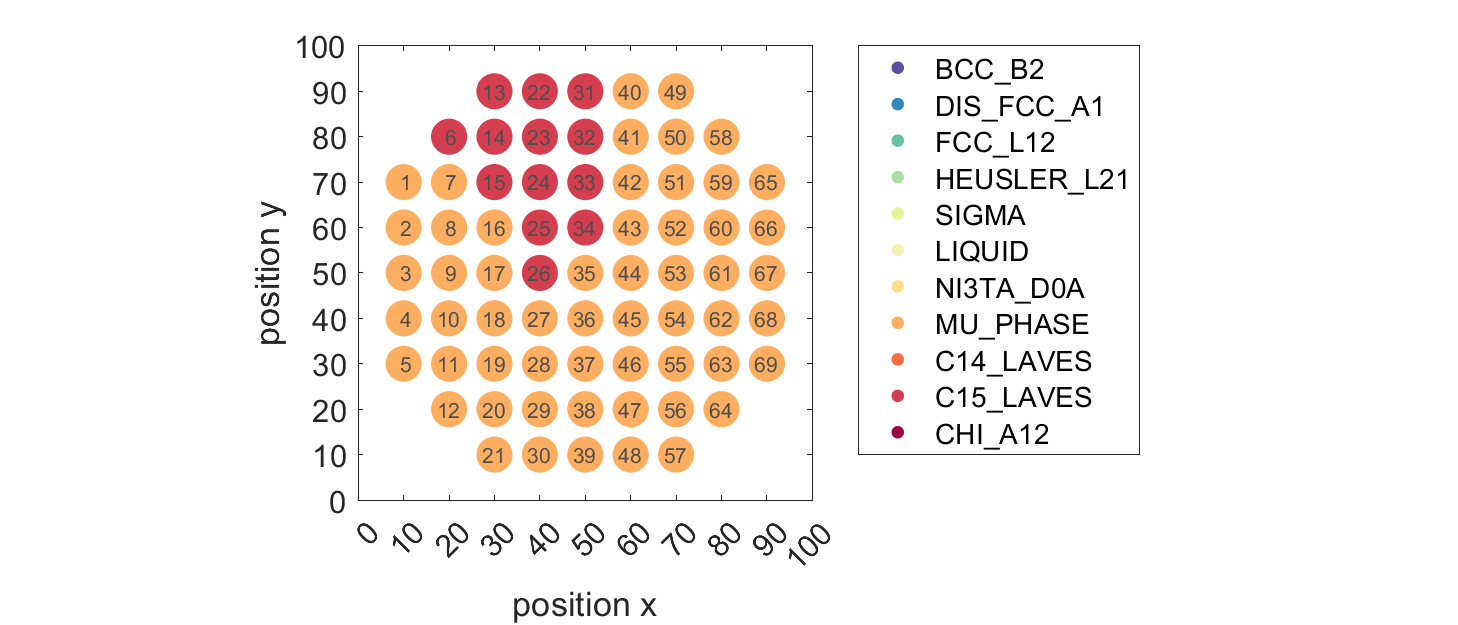 100
90
80
70
60
50
40
30
20
10
0
position y
13 22 31 40 49
6 14 23 32 41 50 58
1 7 15 24 33 42 51 59 65
2 8 16 25 34 43 52 60 66
3 9 17 26 35 44 53 61 67
4 10 18 27 36 45 54 62 68
5 11 19 28 37 46 55 63 69
12 20 29 38 47 56 64
21 30 39 48 57
0 10 20 30 40 50 60 70 80 90 100
position x
BCC_B2
DIS_FCC_A1
FCC_L12
HEUSLER_L21
SIGMA
LIQUID
NI3TA_D0A
MU_PHASE
C14_LAVES
C15_LAVES
CHI_A12